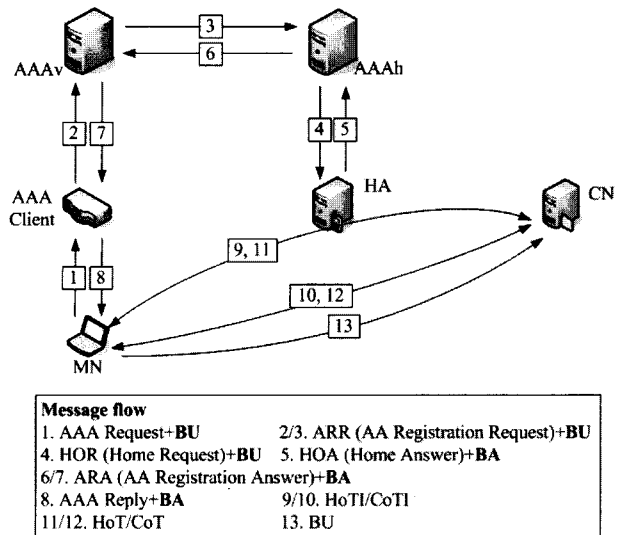 3
6
AAAv
AAAh
2
7
4
5
AAA
Client
HA
CN
9, 11
1
8
10, 12
13
MN
Message flow
1. AAA Request+BU 2/3. ARR (AA Registration Request)+BU
4. HOR (Home Request)+BU 5. HOA (Home Answer)+BA
6/7. ARA (AA Registration Answer)+BA
8. AAA Reply+BA 9/10. HoTI/CoTI
11/12. HoT/CoT 13. BU